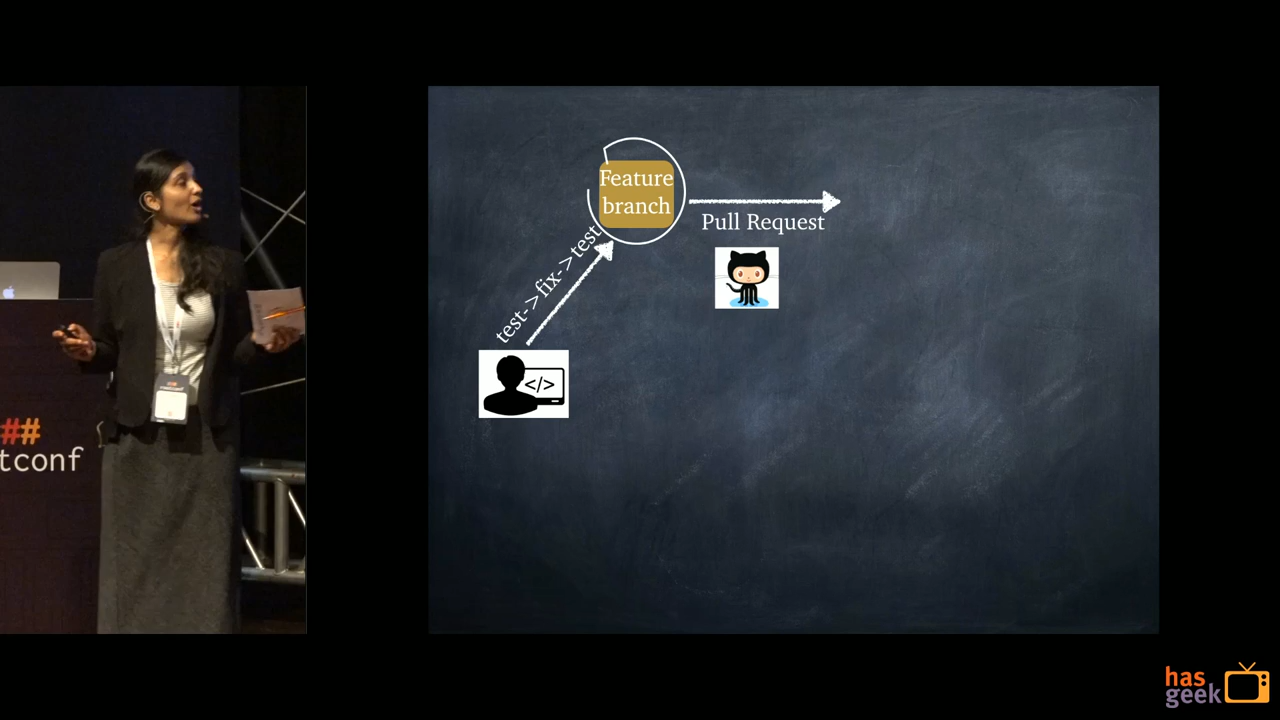 Feature
branch
Pull Request
test->fix->test
</>
##
tconf
has
geek